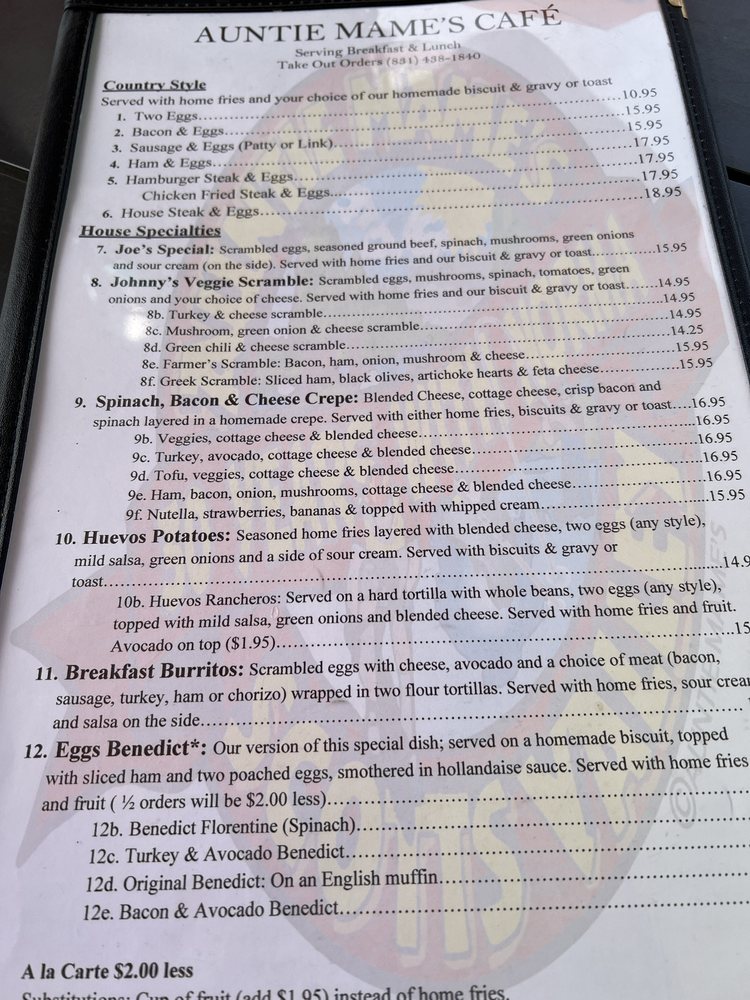 AUNTIE MAME'S CAFÉ
Serving Breakfast & Lunch
Take Out Orders (831) 438-1840
Country Style
Served with home fries and your choice of our homemade biscuit & gravy or toast
1. Two Eggs 10.95
2. Bacon & Eggs 15.95
3. Sausage & Eggs (Patty or Link) 15.95
4. Ham & Eggs 17.95
5. Hamburger Steak & Eggs 17.95
Chicken Fried Steak & Eggs 17.95
6. House Steak & Eggs 18.95
House Specialties
7. Joe's Special: Scrambled eggs, seasoned ground beef, spinach, mushrooms, green onions
and sour cream (on the side). Served with home fries and our biscuit & gravy or toast 15.95
8. Johnny's Veggie Scramble: Scrambled eggs, mushrooms, spinach, tomatoes, green
onions and your choice of cheese. Served with home fries and our biscuit & gravy or toast 14.95
8b. Turkey & cheese scramble 14.95
8c. Mushroom, green onion & cheese scramble 14.95
8d. Green chili & cheese scramble 14.25
8e. Farmer's Scramble: Bacon, ham, onion, mushroom & cheese 15.95
8f. Greek Scramble: Sliced ham, black olives, artichoke hearts & feta cheese 15.95
9. Spinach, Bacon & Cheese Crepe: Blended Cheese, cottage cheese, crisp bacon and
spinach layered in a homemade crepe. Served with either home fries, biscuits & gravy or toast 16.95
9b. Veggies, cottage cheese & blended cheese 16.95
9c. Turkey, avocado, cottage cheese & blended cheese 16.95
9d. Tofu, veggies, cottage cheese & blended cheese 16.95
9e. Ham, bacon, onion, mushrooms, cottage cheese & blended cheese 16.95
9f. Nutella, strawberries, bananas & topped with whipped cream 15.95
10. Huevos Potatoes: Seasoned home fries layered with blended cheese, two eggs (any style),
mild salsa, green onions and a side of sour cream. Served with biscuits & gravy or
toast 14.9
10b. Huevos Rancheros: Served on a hard tortilla with whole beans, two eggs (any style),
topped with mild salsa, green onions and blended cheese. Served with home fries and fruit.
Avocado on top ($1.95) 15
11. Breakfast Burritos: Scrambled eggs with cheese, avocado and a choice of meat (bacon,
sausage, turkey, ham or chorizo) wrapped in two flour tortillas. Served with home fries, sour crea
and salsa on the side
12. Eggs Benedict*: Our version of this special dish; served on a homemade biscuit, topped
with sliced ham and two poached eggs, smothered in hollandaise sauce. Served with home fries
and fruit ( ½ orders will be $2.00 less)
12b. Benedict Florentine (Spinach)
12c. Turkey & Avocado Benedict
12d. Original Benedict: On an English muffin
12e. Bacon & Avocado Benedict
A la Carte $2.00 less
Substitutions: Cup of fruit (add $1.95) instead of home fries.